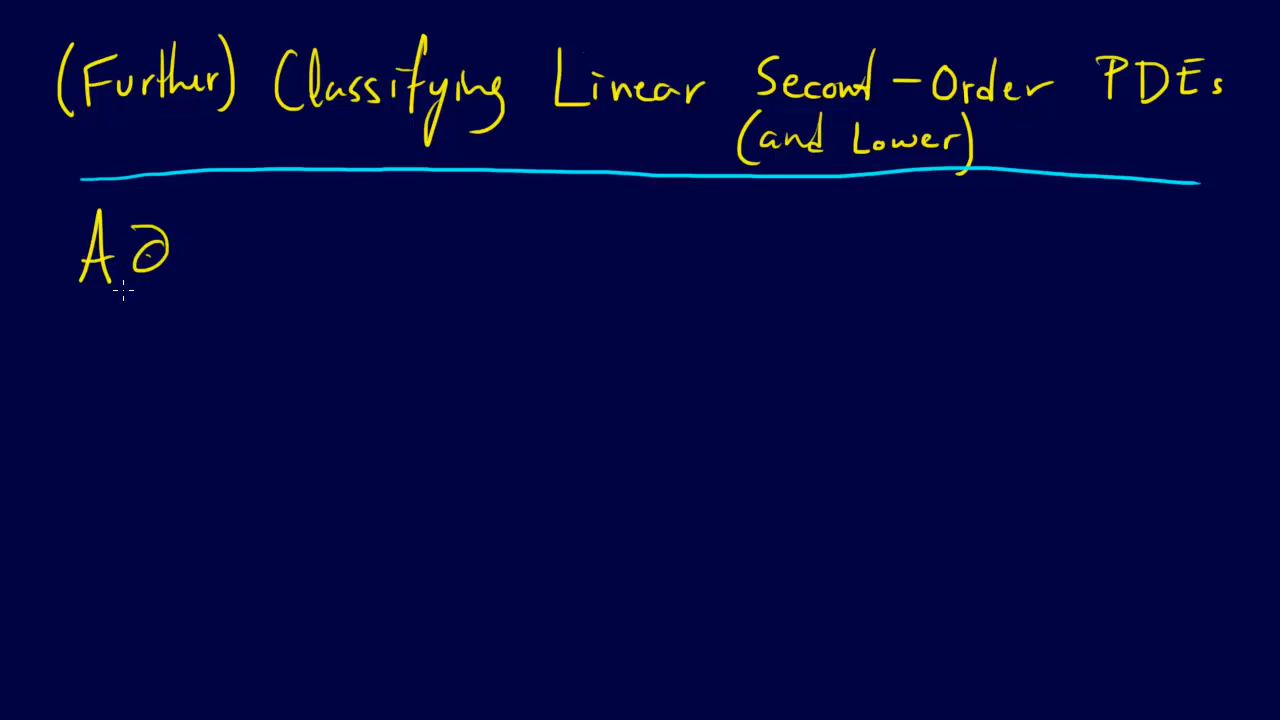 (Further) Classifying Linear Second-Order PDEs
(and Lower)
A ∂